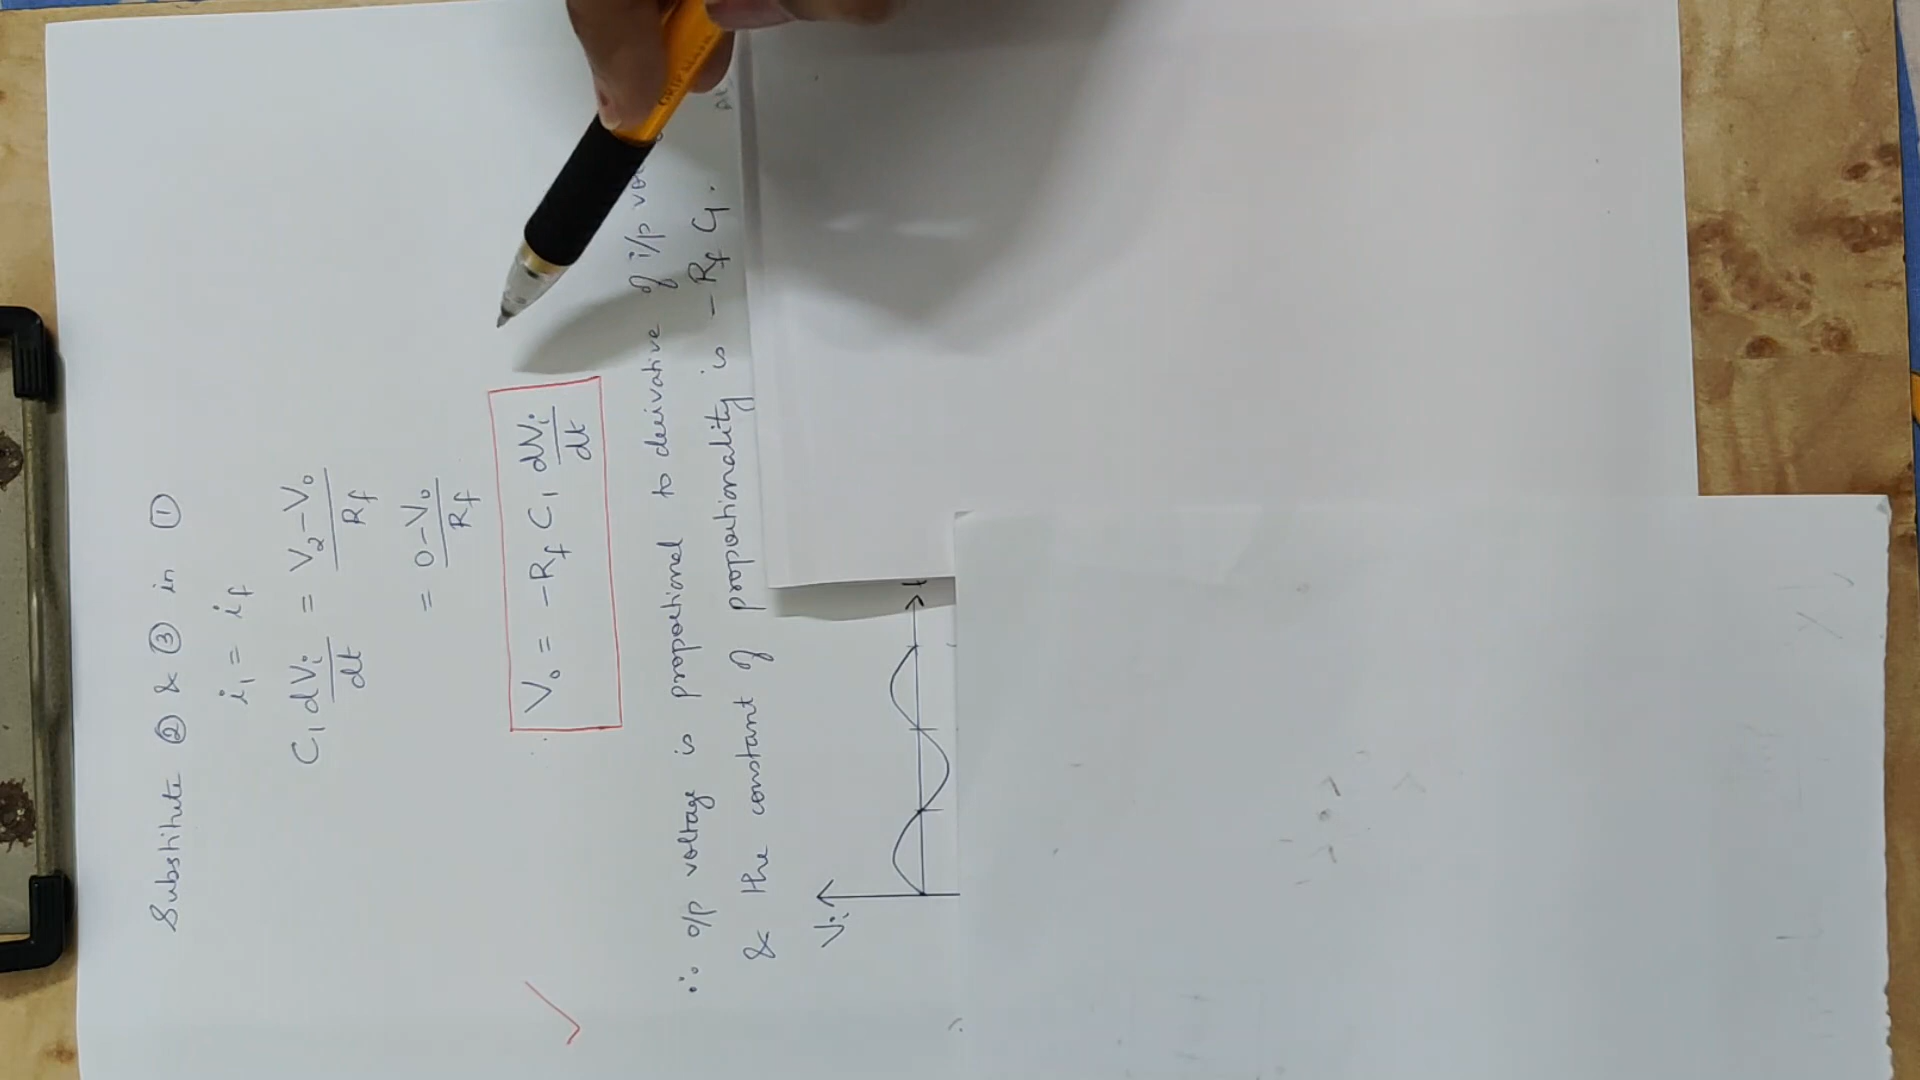 Substitute ② & ③ in ①
i₁ = i_f
C₁ dVᵢ/dt = (V₂ - V₀)/R_f
= (0 - V₀)/R_f
∴ V₀ = -R_f C₁ dVᵢ/dt
∴ o/p voltage is proportional to derivative of i/p
& the constant of proportionality is -R_f C₁.
Vᵢ